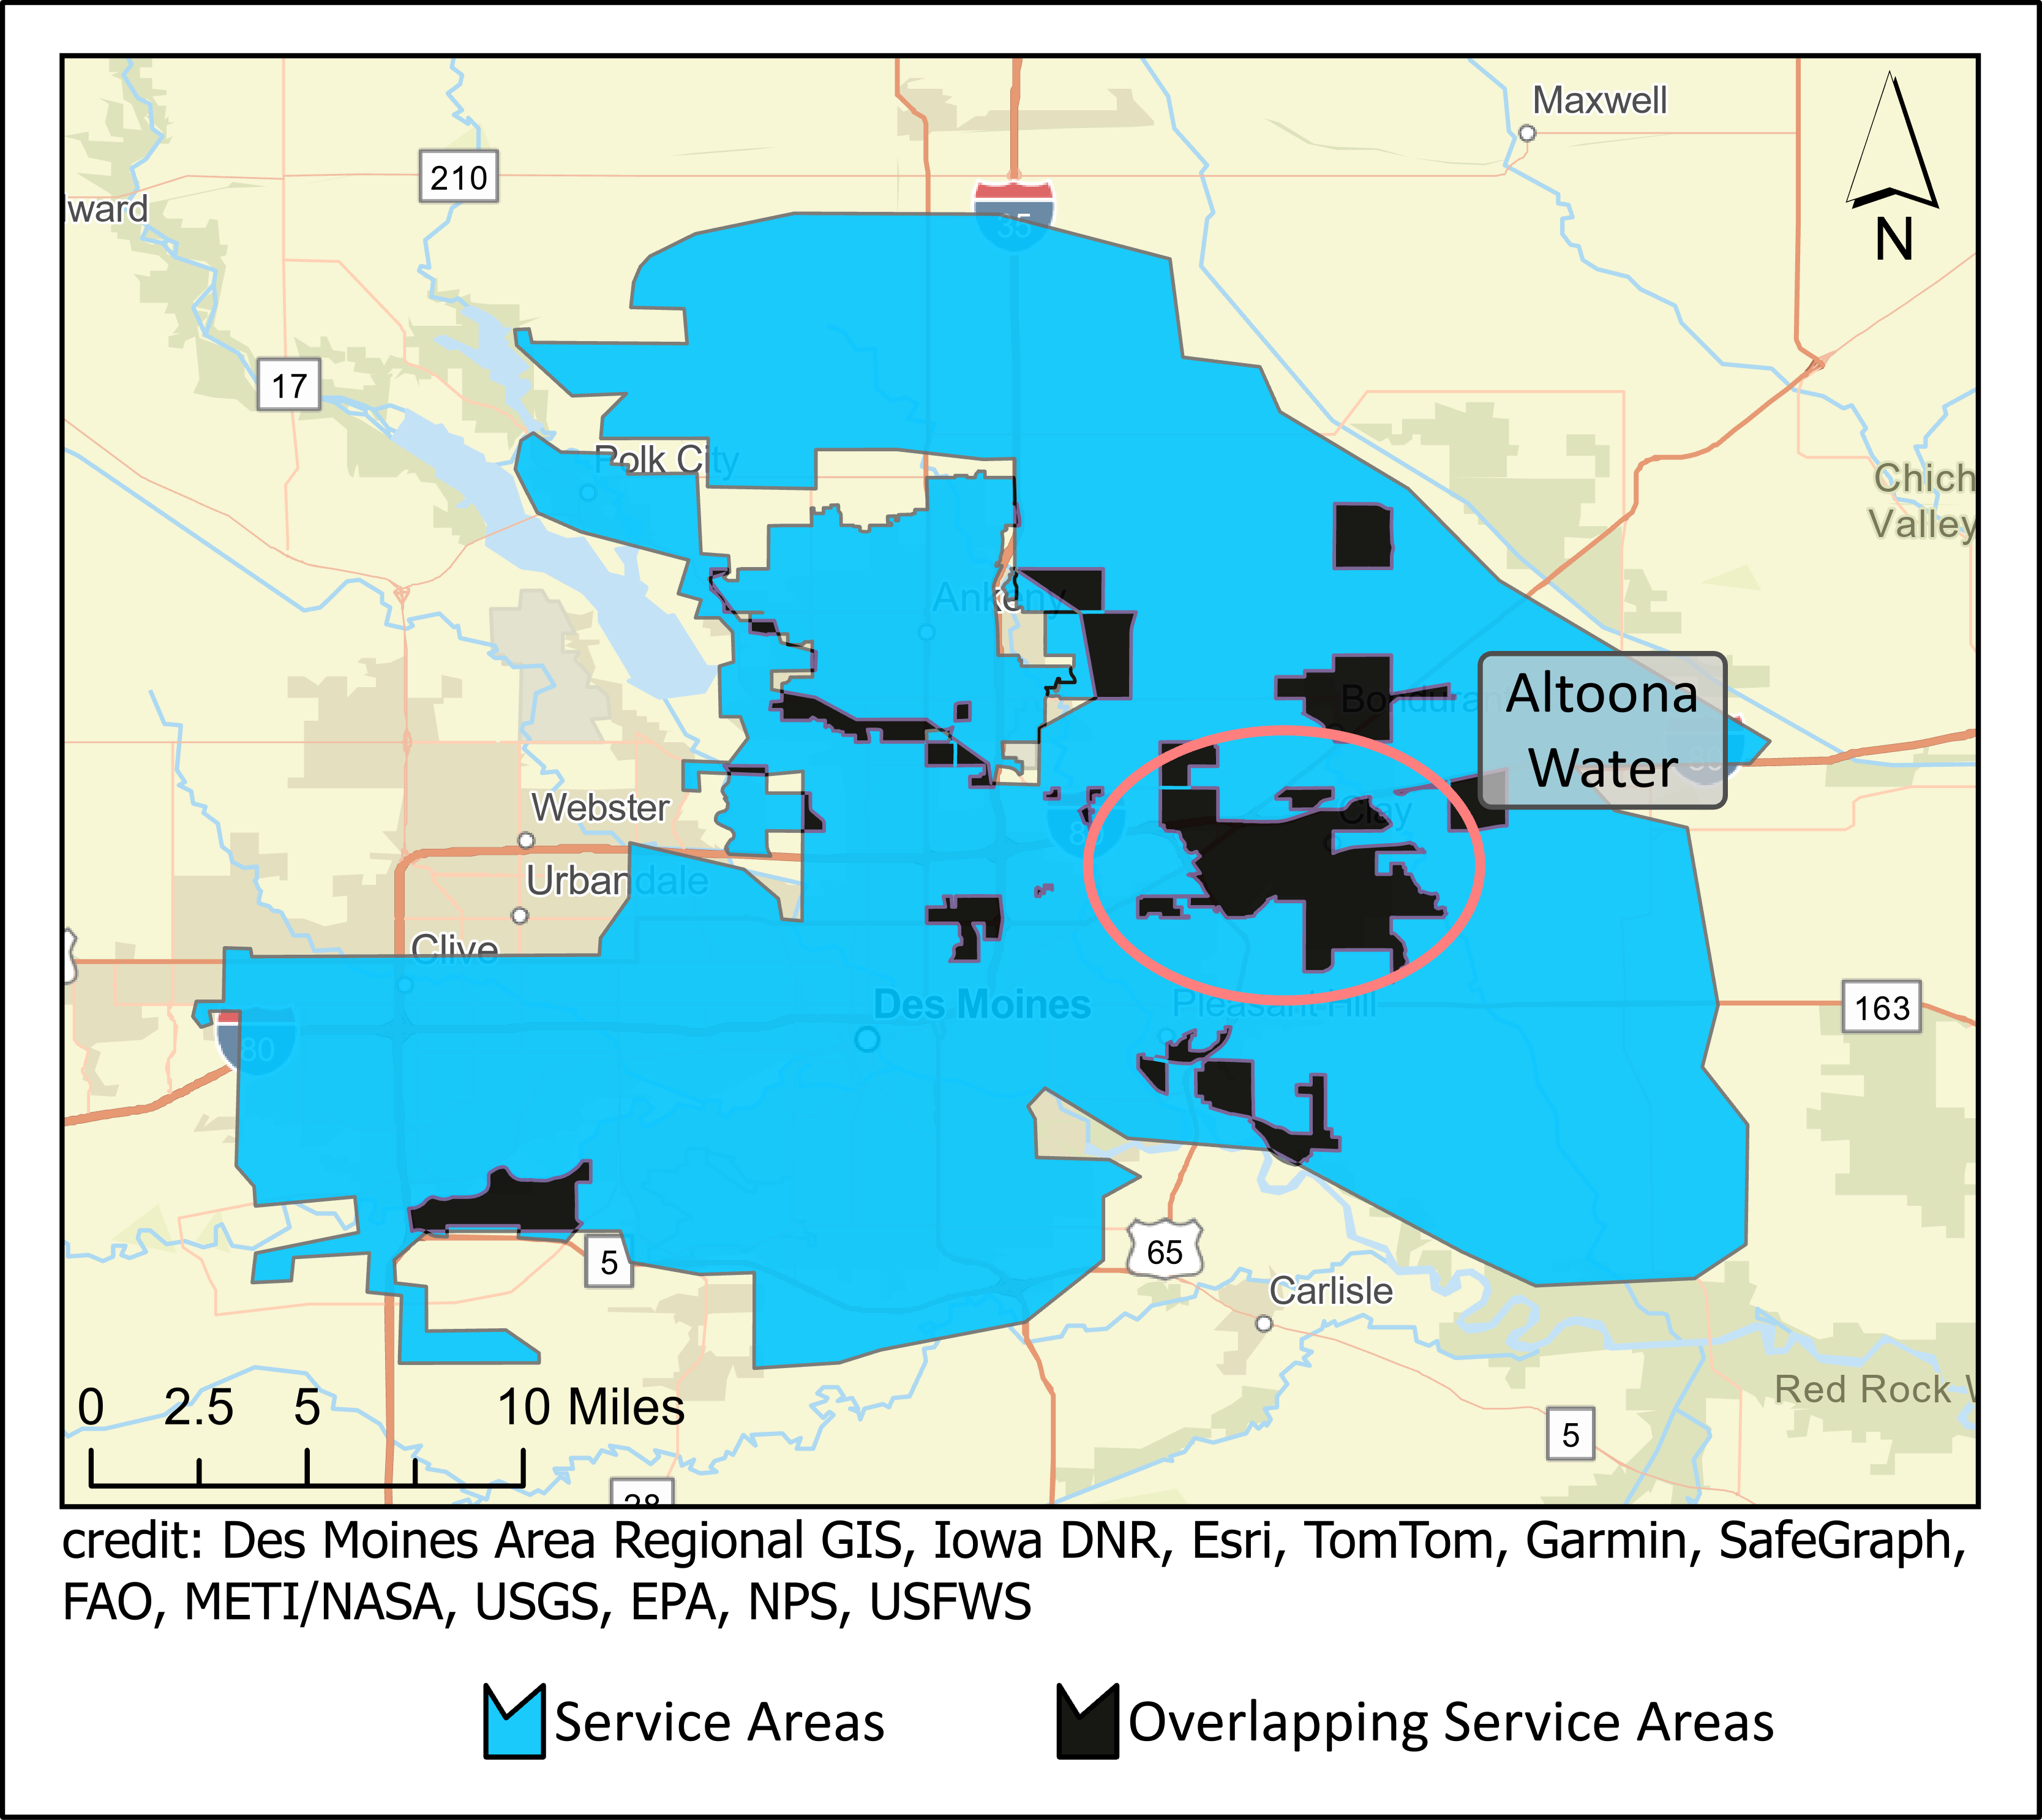 Maxwell
210
ward
35
N
17
Polk City
Chich
Valley
Ankeny
Altoona
Water
Webster
Clay
80
Urbandale
Clive
Des Moines
Pleasant Hill
163
80
65
5
Carlisle
Red Rock
0 2.5 5 10 Miles
5
28
credit: Des Moines Area Regional GIS, Iowa DNR, Esri, TomTom, Garmin, SafeGraph,
FAO, METI/NASA, USGS, EPA, NPS, USFWS
Service Areas
Overlapping Service Areas